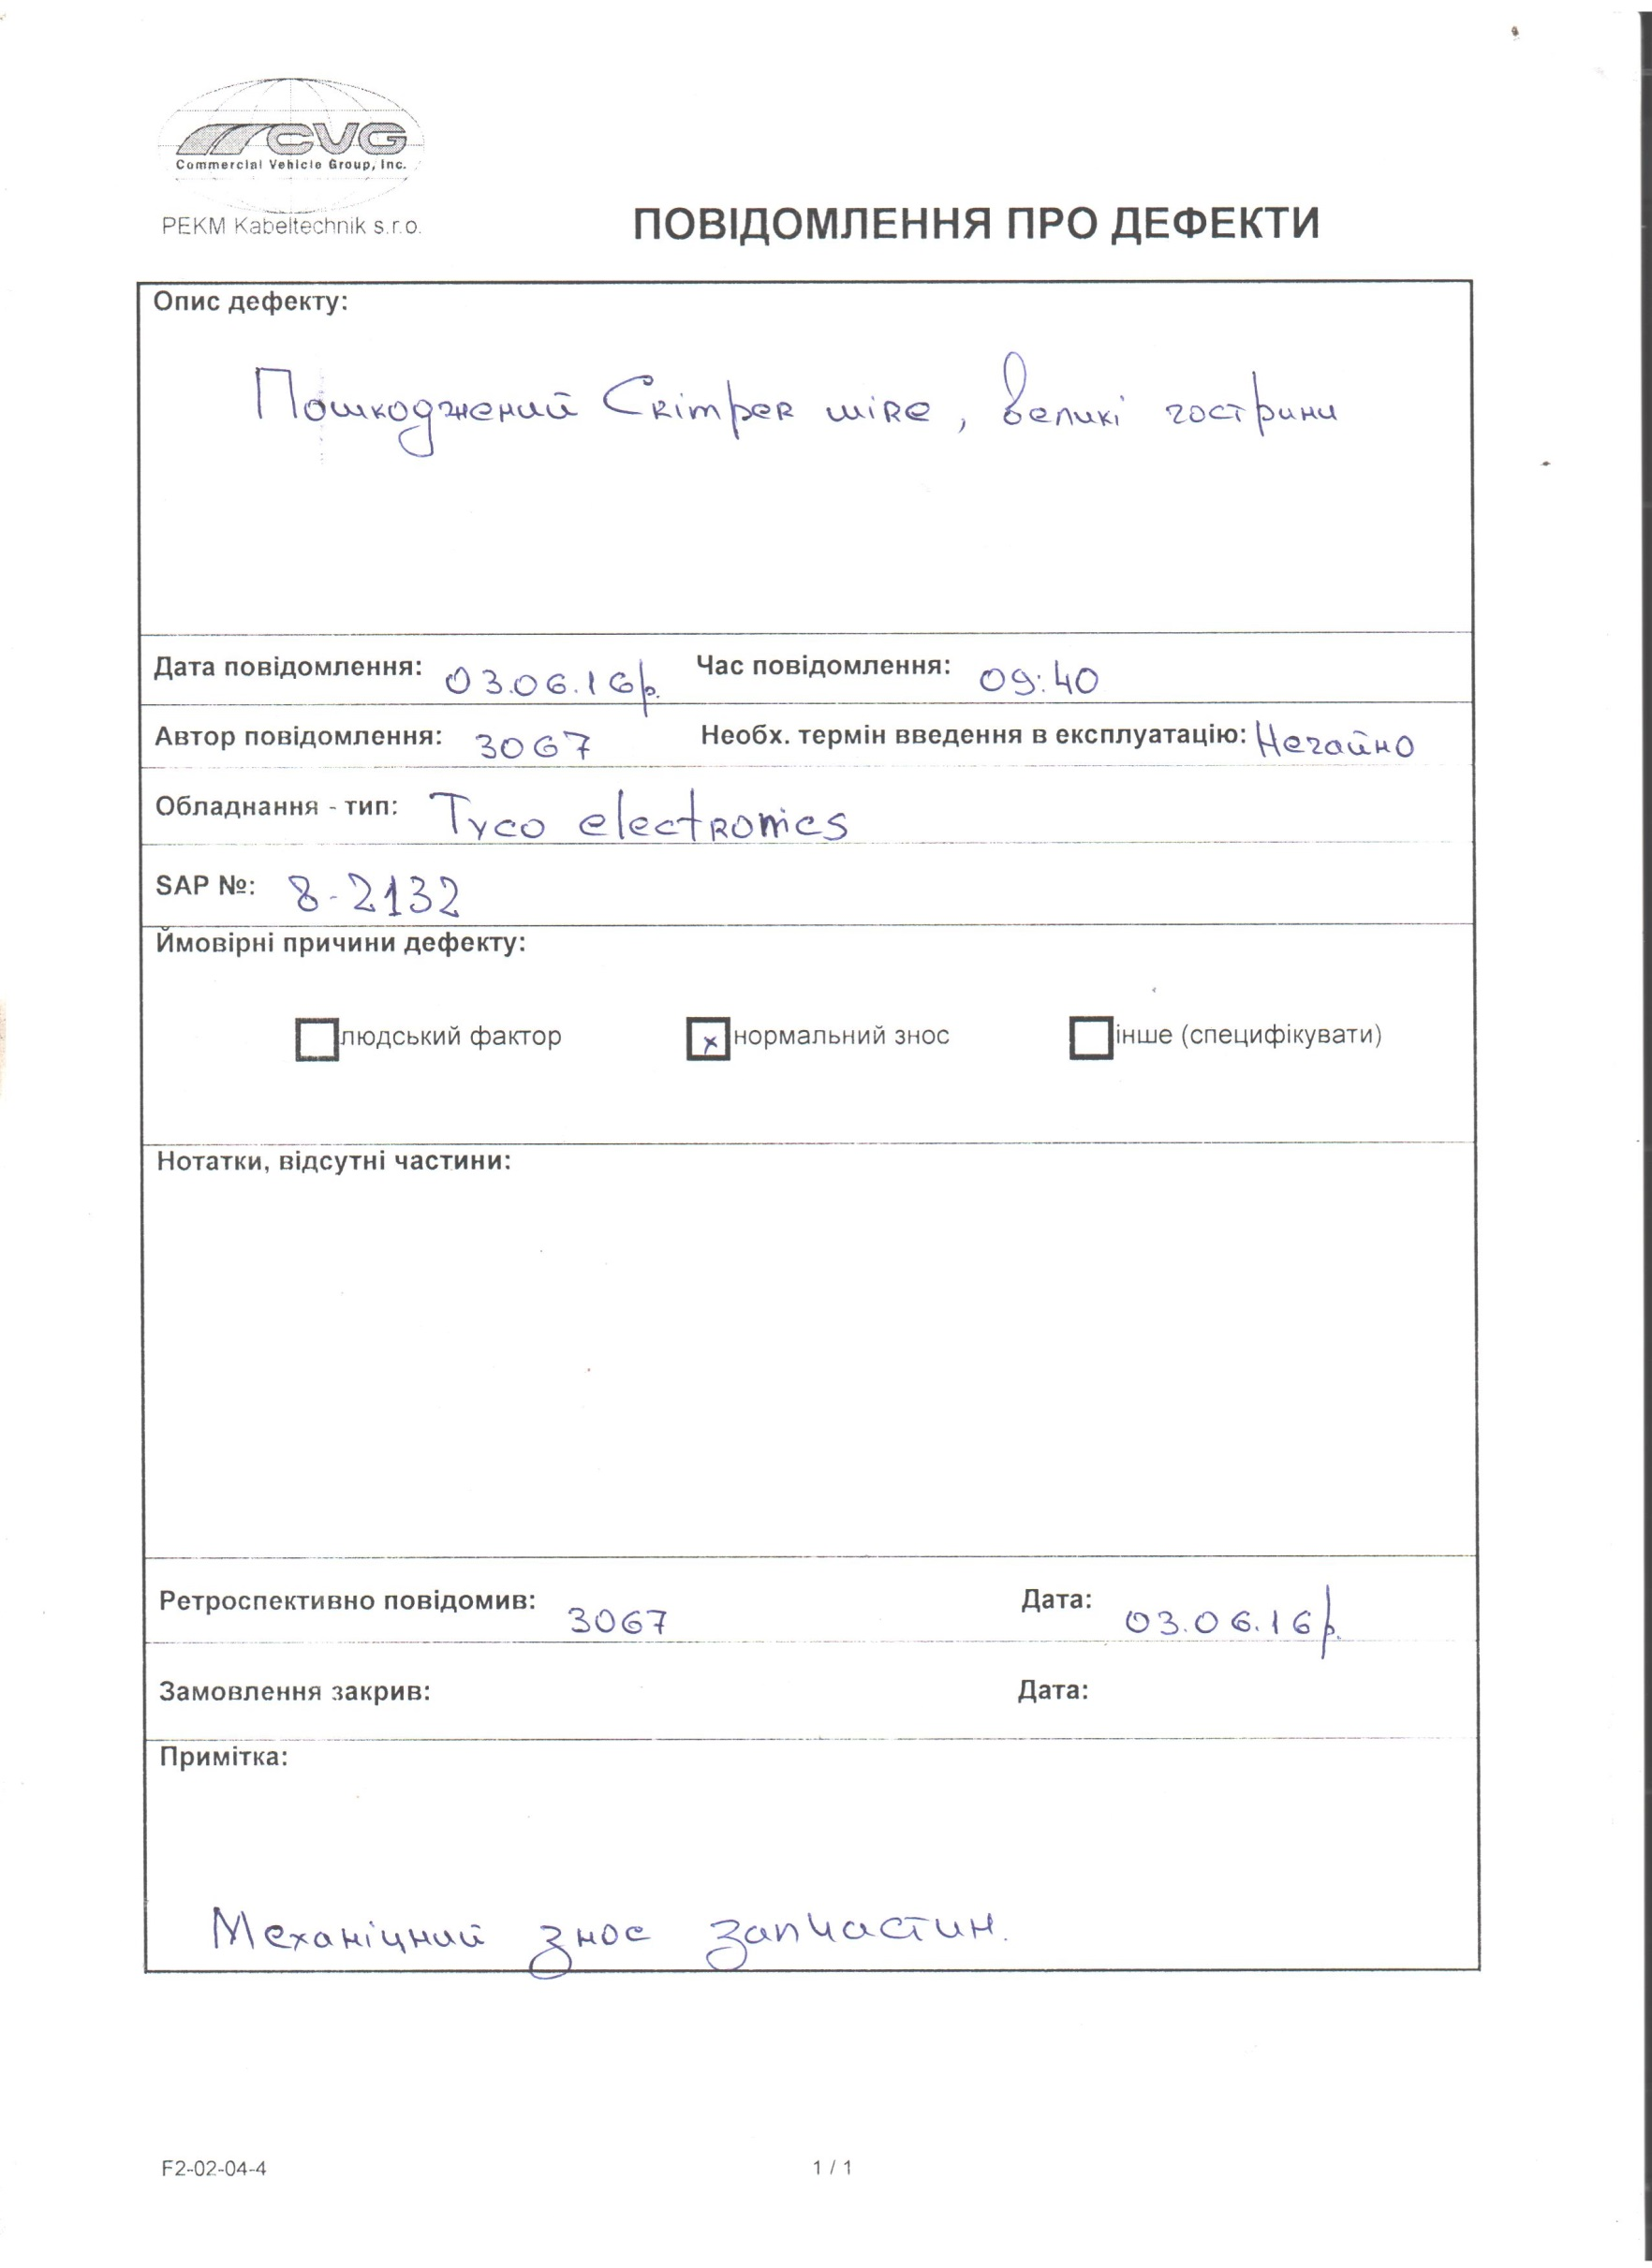 CVG
Commercial Vehicle Group, Inc.
PEKM Kabeltechnik s.r.o.
ПОВІДОМЛЕННЯ ПРО ДЕФЕКТИ
Опис дефекту:
Пошкоджений Crimper wire, великі гострини
Дата повідомлення: 03.06.16р. Час повідомлення: 09:40
Автор повідомлення: 3067 Необх. термін введення в експлуатацію: Негайно
Обладнання - тип: Tyco electronics
SAP №: 8-2132
Ймовірні причини дефекту:
людський фактор x нормальний знос інше (специфікувати)
Нотатки, відсутні частини:
Ретроспективно повідомив: 3067 Дата: 03.06.16р.
Замовлення закрив: Дата:
Примітка:
Механічний знос запчастин.
F2-02-04-4 1 / 1